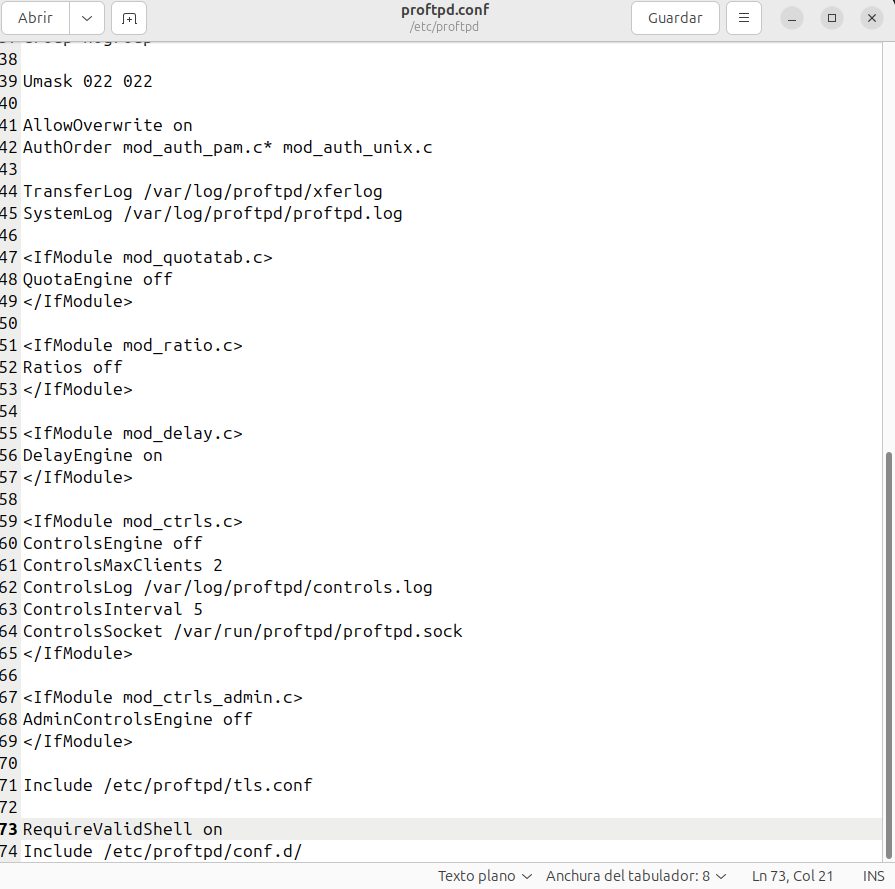 Abrir
proftpd.conf
/etc/proftpd
Guardar
38
39 Umask 022 022
40
41 AllowOverwrite on
42 AuthOrder mod_auth_pam.c* mod_auth_unix.c
43
44 TransferLog /var/log/proftpd/xferlog
45 SystemLog /var/log/proftpd/proftpd.log
46
47 <IfModule mod_quotatab.c>
48 QuotaEngine off
49 </IfModule>
50
51 <IfModule mod_ratio.c>
52 Ratios off
53 </IfModule>
54
55 <IfModule mod_delay.c>
56 DelayEngine on
57 </IfModule>
58
59 <IfModule mod_ctrls.c>
60 ControlsEngine off
61 ControlsMaxClients 2
62 ControlsLog /var/log/proftpd/controls.log
63 ControlsInterval 5
64 ControlsSocket /var/run/proftpd/proftpd.sock
65 </IfModule>
66
67 <IfModule mod_ctrls_admin.c>
68 AdminControlsEngine off
69 </IfModule>
70
71 Include /etc/proftpd/tls.conf
72
73 RequireValidShell on
74 Include /etc/proftpd/conf.d/
Texto plano Anchura del tabulador: 8 Ln 73, Col 21 INS